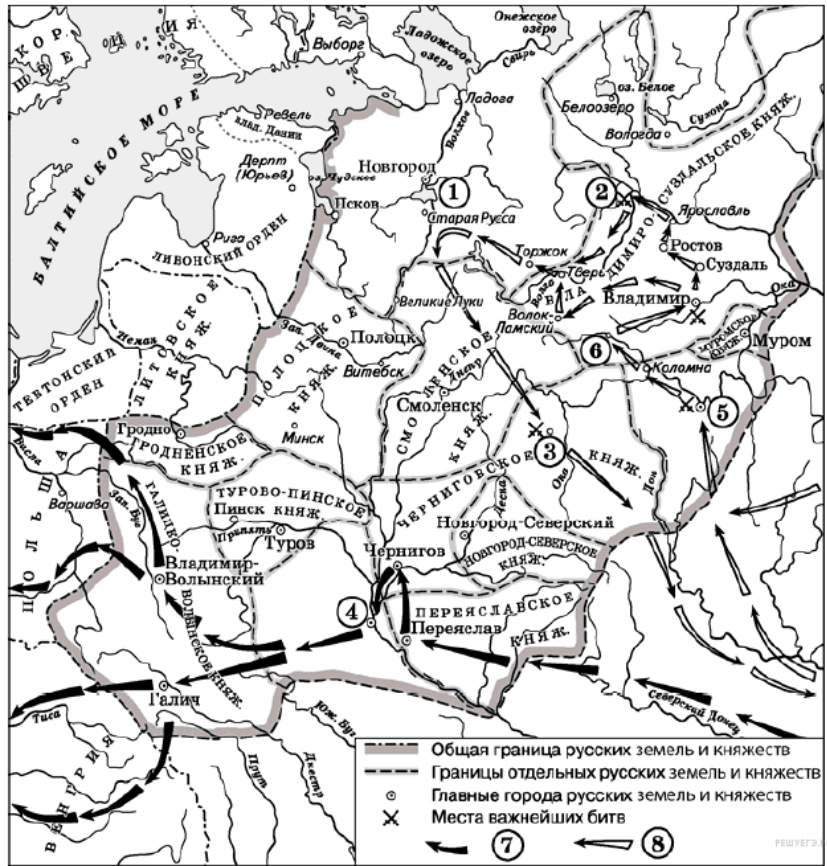 КОР.
ШВЕ
И
И Я
Выборг
Ладожское
озеро
Онежское
озеро
Свирь
оз. Белое
Белоозеро
Вологда
Сухона
БАЛТИЙСКОЕ МОРЕ
Ревель
влад. Дании
Ладога
Волхов
Дерпт
(Юрьев)
оз. Чудское
Новгород
1
2
Псков
Старая Русса
Ярославль
Ростов
Суздаль
ВЛАДИМИРО-СУЗДАЛЬСКОЕ КНЯЖ.
Рига
ЛИВОНСКИЙ ОРДЕН
Торжок
Тверь
Волга
Владимир
Ока
Великие Луки
Волок-
Ламский
МУРОМСКОЕ
КНЯЖ.
Муром
6
Коломна
Неман
Зап. Двина
Полоцк
Витебск
ПОЛОЦКОЕ
КНЯЖ.
ЛИТОВСКОЕ
КНЯЖ.
ТЕВТОНСКИЙ
ОРДЕН
СМОЛЕНСКОЕ
КНЯЖ.
Днепр
Смоленск
5
Гродно
ГРОДНЕНСКОЕ
КНЯЖ.
Минск
3
ЧЕРНИГОВСКОЕ
КНЯЖ.
Ока
Дон
Висла
Варшава
ПОЛЬША
Зап. Буг
ГАЛИЦКО-
ВОЛЫНСКОЕ КНЯЖ.
ТУРОВО-ПИНСКОЕ
КНЯЖ.
Пинск
Припять
Туров
Десна
Новгород-Северский
НОВГОРОД-СЕВЕРСКОЕ
КНЯЖ.
Чернигов
Владимир-
Волынский
4
ПЕРЕЯСЛАВСКОЕ
КНЯЖ.
Переяслав
Галич
Тиса
Северский Донец
Юж. Буг
Прут
Днестр
ВЕНГРИЯ
Общая граница русских земель и княжеств
Границы отдельных русских земель и княжеств
Главные города русских земель и княжеств
Места важнейших битв
7
8